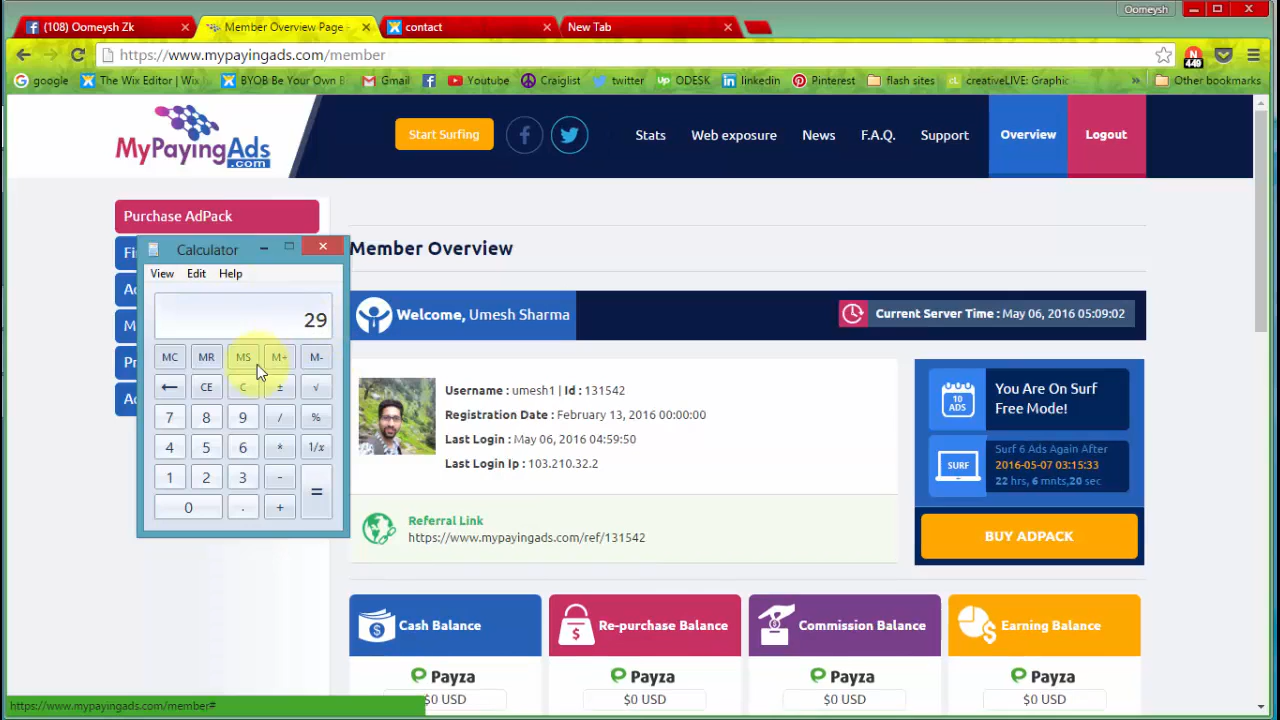 Oomeysh
(108) Oomeysh Zk
Member Overview Page -
contact
New Tab
https://www.mypayingads.com/member
449
google
The Wix Editor | Wix
BYOB Be Your Own B
Gmail
Youtube
Craiglist
twitter
Up ODESK
linkedin
Pinterest
flash sites
cL creativeLIVE: Graphic
Other bookmarks
MyPayingAds
.com
Start Surfing
Stats
Web exposure
News
F.A.Q.
Support
Overview
Logout
Purchase AdPack
Calculator
View Edit Help
29
MC MR MS M+ M-
← CE C ± √
7 8 9 / %
4 5 6 * 1/x
1 2 3 - =
0 . +
Member Overview
Welcome, Umesh Sharma
Current Server Time : May 06, 2016 05:09:02
Username : umesh1 | Id : 131542
Registration Date : February 13, 2016 00:00:00
Last Login : May 06, 2016 04:59:50
Last Login Ip : 103.210.32.2
Referral Link
https://www.mypayingads.com/ref/131542
10 ADS
You Are On Surf
Free Mode!
SURF
Surf 6 Ads Again After
2016-05-07 03:15:33
22 hrs, 6 mnts,20 sec
BUY ADPACK
Cash Balance
Re-purchase Balance
Commission Balance
Earning Balance
Payza
Payza
Payza
Payza
$0 USD
$0 USD
$0 USD
$0 USD
https://www.mypayingads.com/member#